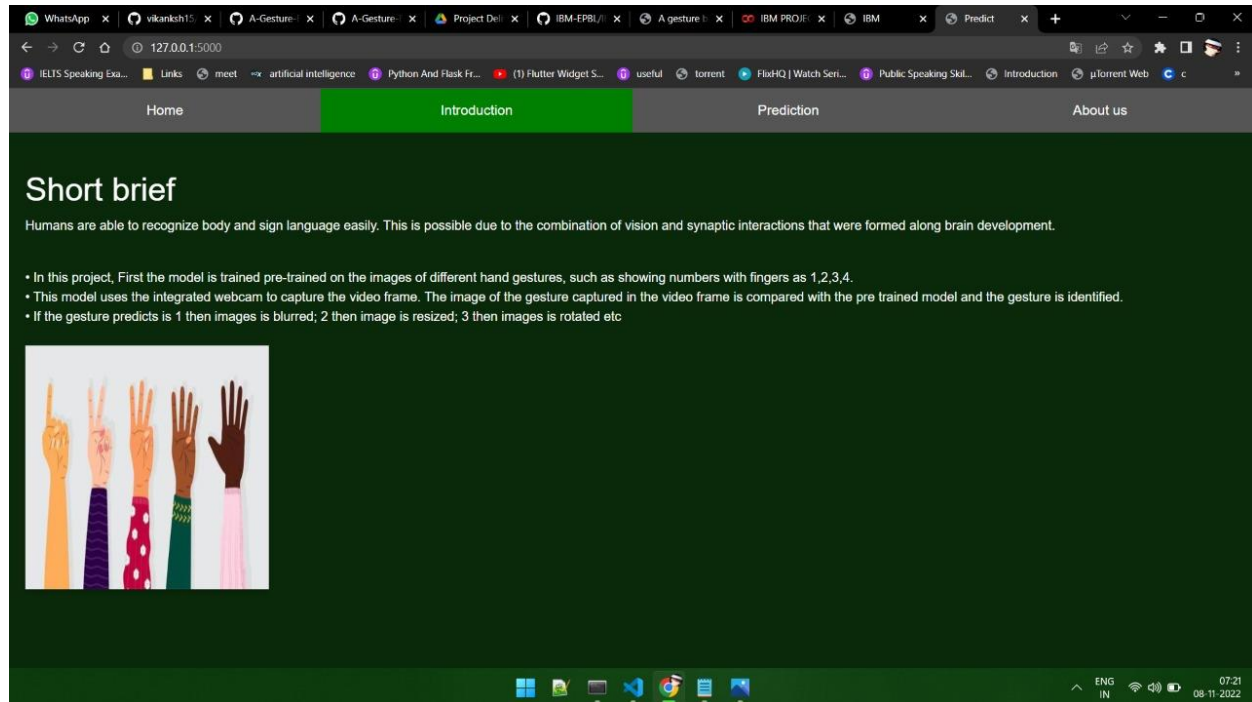 WhatsApp
vikanksh15
A-Gesture-
A-Gesture-
Project Deli
IBM-EPBL/I
A gesture b
IBM PROJE
IBM
Predict
127.0.0.1:5000
IELTS Speaking Exa...
Links
meet
artificial intelligence
Python And Flask Fr...
(1) Flutter Widget S...
useful
torrent
FlixHQ | Watch Seri...
Public Speaking Skil...
Introduction
µTorrent Web
c
Home
Introduction
Prediction
About us
Short brief
Humans are able to recognize body and sign language easily. This is possible due to the combination of vision and synaptic interactions that were formed along brain development.
• In this project, First the model is trained pre-trained on the images of different hand gestures, such as showing numbers with fingers as 1,2,3,4.
• This model uses the integrated webcam to capture the video frame. The image of the gesture captured in the video frame is compared with the pre trained model and the gesture is identified.
• If the gesture predicts is 1 then images is blurred; 2 then image is resized; 3 then images is rotated etc
ENG
IN
07:21
08-11-2022